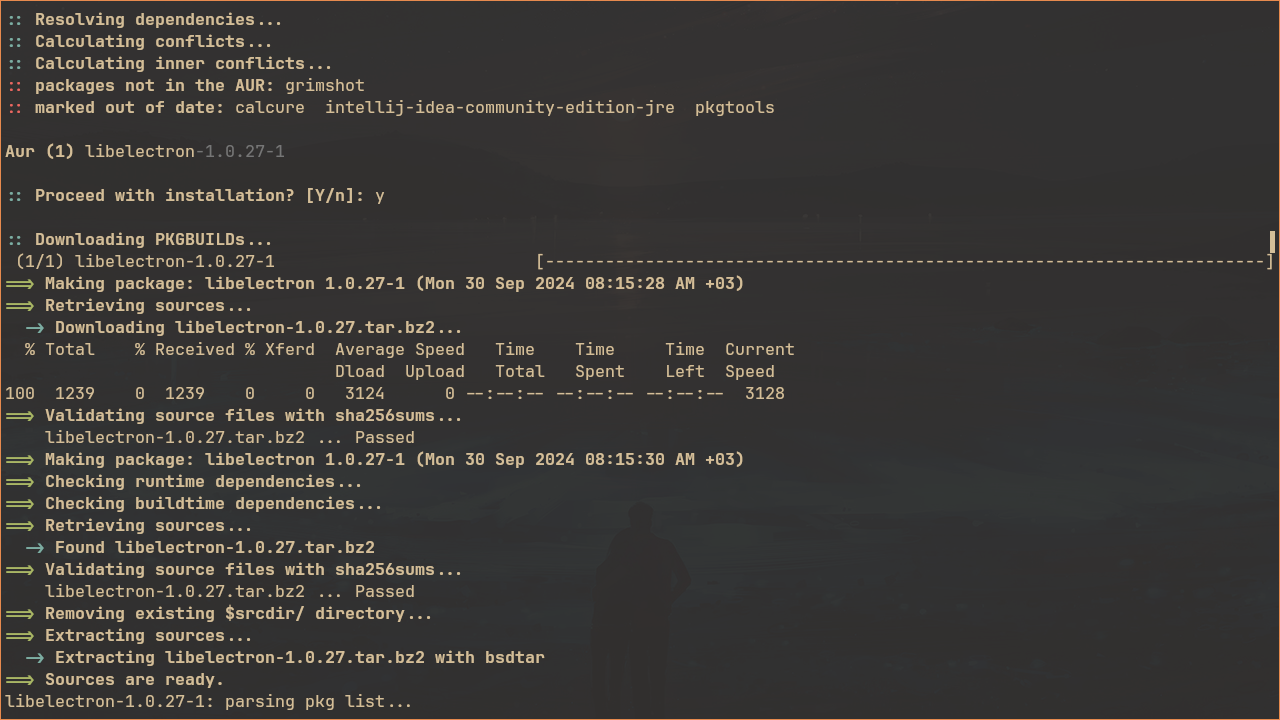 :: Resolving dependencies...
:: Calculating conflicts...
:: Calculating inner conflicts...
:: packages not in the AUR: grimshot
:: marked out of date: calcure  intellij-idea-community-edition-jre  pkgtools
Aur (1) libelectron-1.0.27-1
:: Proceed with installation? [Y/n]: y
:: Downloading PKGBUILDs...
 (1/1) libelectron-1.0.27-1                          [------------------------------------------------------------------------]
==> Making package: libelectron 1.0.27-1 (Mon 30 Sep 2024 08:15:28 AM +03)
==> Retrieving sources...
  -> Downloading libelectron-1.0.27.tar.bz2...
  % Total    % Received % Xferd  Average Speed   Time    Time     Time  Current
                                 Dload  Upload   Total   Spent    Left  Speed
100  1239    0  1239    0     0   3124      0 --:--:-- --:--:-- --:--:--  3128
==> Validating source files with sha256sums...
    libelectron-1.0.27.tar.bz2 ... Passed
==> Making package: libelectron 1.0.27-1 (Mon 30 Sep 2024 08:15:30 AM +03)
==> Checking runtime dependencies...
==> Checking buildtime dependencies...
==> Retrieving sources...
  -> Found libelectron-1.0.27.tar.bz2
==> Validating source files with sha256sums...
    libelectron-1.0.27.tar.bz2 ... Passed
==> Removing existing $srcdir/ directory...
==> Extracting sources...
  -> Extracting libelectron-1.0.27.tar.bz2 with bsdtar
==> Sources are ready.
libelectron-1.0.27-1: parsing pkg list...